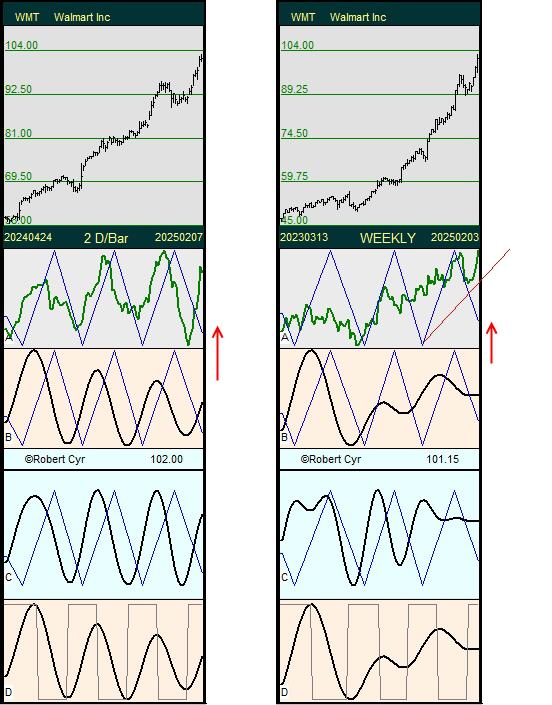 WMT Walmart Inc
104.00
92.50
81.00
69.50
20240424 2 D/Bar 20250207
A
B
©Robert Cyr 102.00
C
D
WMT Walmart Inc
104.00
89.25
74.50
59.75
45.00
20230313 WEEKLY 20250203
A
B
©Robert Cyr 101.15
C
D